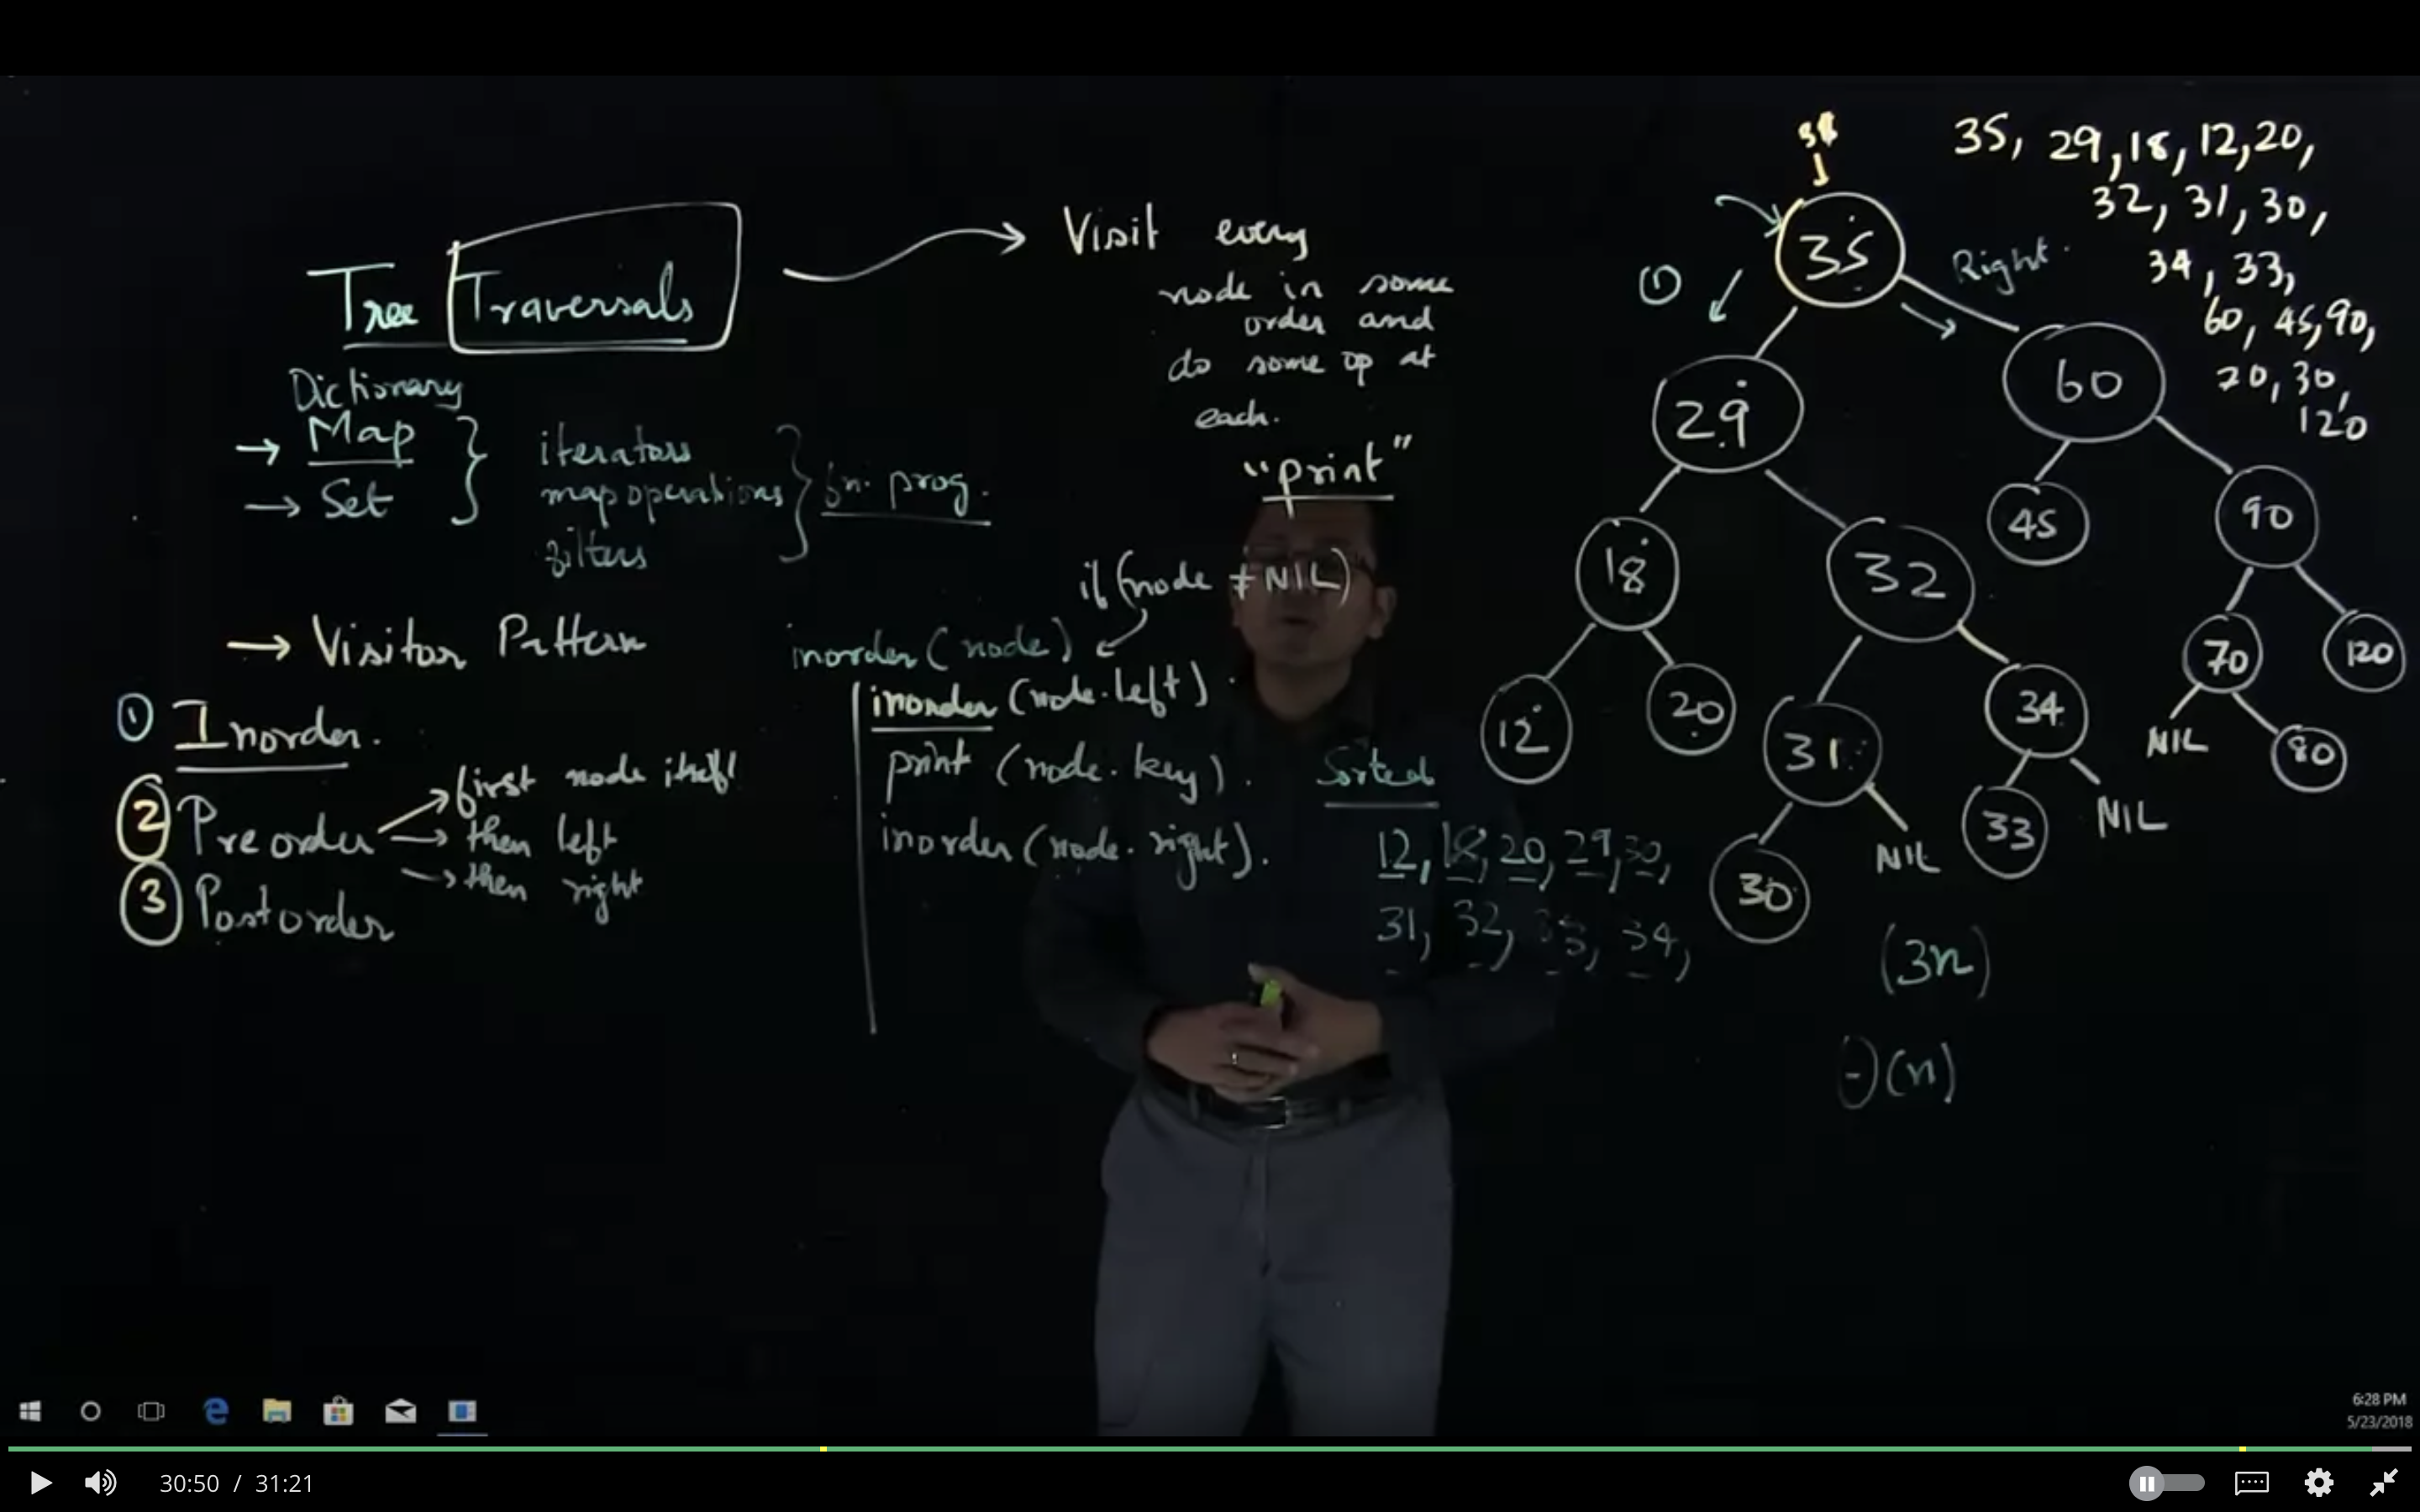 Tree Traversals
Dictionary
→ Map
→ Set
iterators
map operations
filters
fn. prog.
→ Visitor Pattern
① Inorder.
② Preorder
→ first node itself
→ then left
→ then right
③ Postorder
Visit every
node in some
order and
do some op at
each.
"print"
if (node ≠ NIL)
inorder (node)
inorder (node.left).
print (node.key).
inorder (node.right).
Sorted
12, 18, 20, 29, 30,
31, 32, 33, 34,
①
35
Right.
29
60
18
32
45
90
12
20
31
34
70
120
NIL
80
30
NIL
33
NIL
35, 29, 18, 12, 20,
32, 31, 30,
34, 33,
60, 45, 90,
70, 30,
120
(3n)
Θ(n)
6:28 PM
5/23/2018
30:50 / 31:21